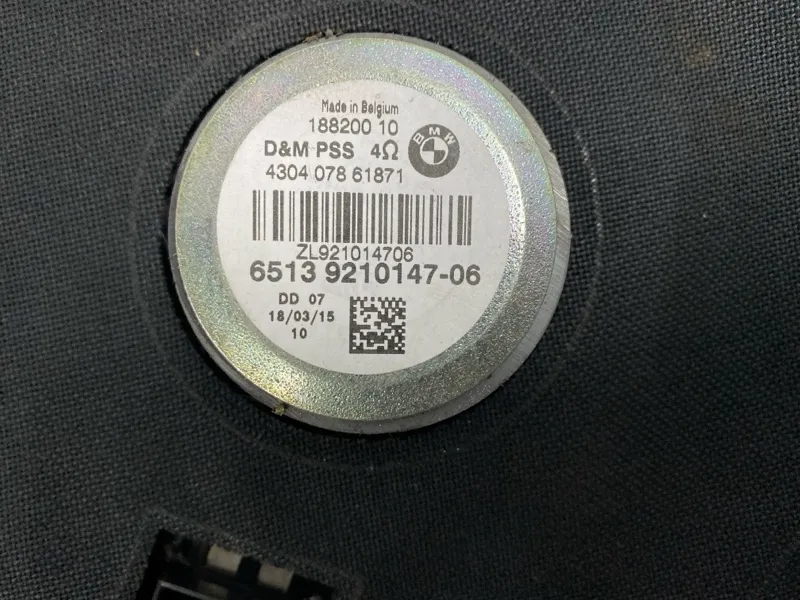 Made in Belgium
188200 10
D&M PSS 4Ω
BMW
4304 078 61871
ZL921014706
6513 9210147-06
DD 07
18/03/15
10